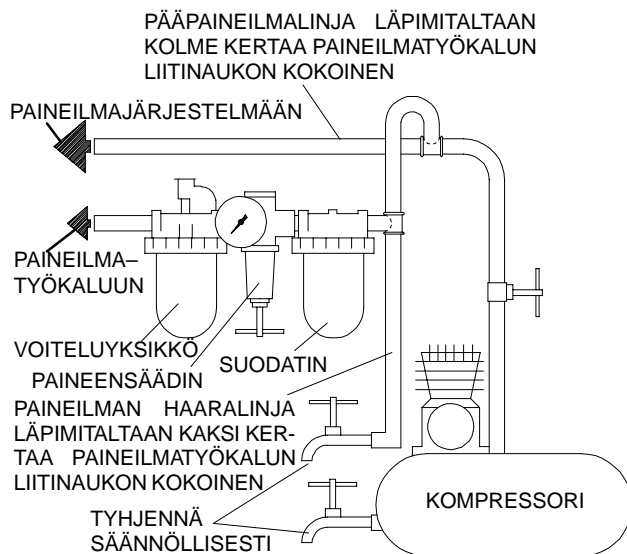 PÄÄPAINEILMALINJA LÄPIMITALTAAN
KOLME KERTAA PAINEILMATYÖKALUN
LIITINAUKON KOKOINEN
PAINEILMAJÄRJESTELMÄÄN
PAINEILMA–
TYÖKALUUN
VOITELUYKSIKKÖ
SUODATIN
PAINEENSÄÄDIN
PAINEILMAN HAARALINJA
LÄPIMITALTAAN KAKSI KER-
TAA PAINEILMATYÖKALUN
LIITINAUKON KOKOINEN
KOMPRESSORI
TYHJENNÄ
SÄÄNNÖLLISESTI